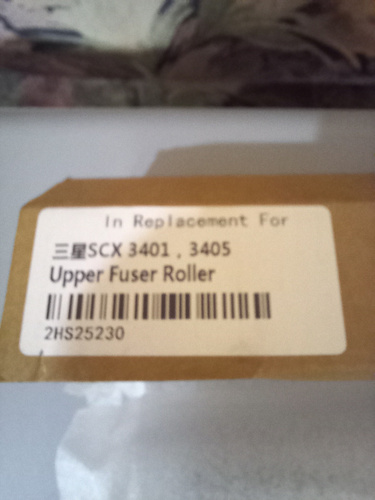 In Replacement For
三星SCX 3401 , 3405
Upper Fuser Roller
2HS25230